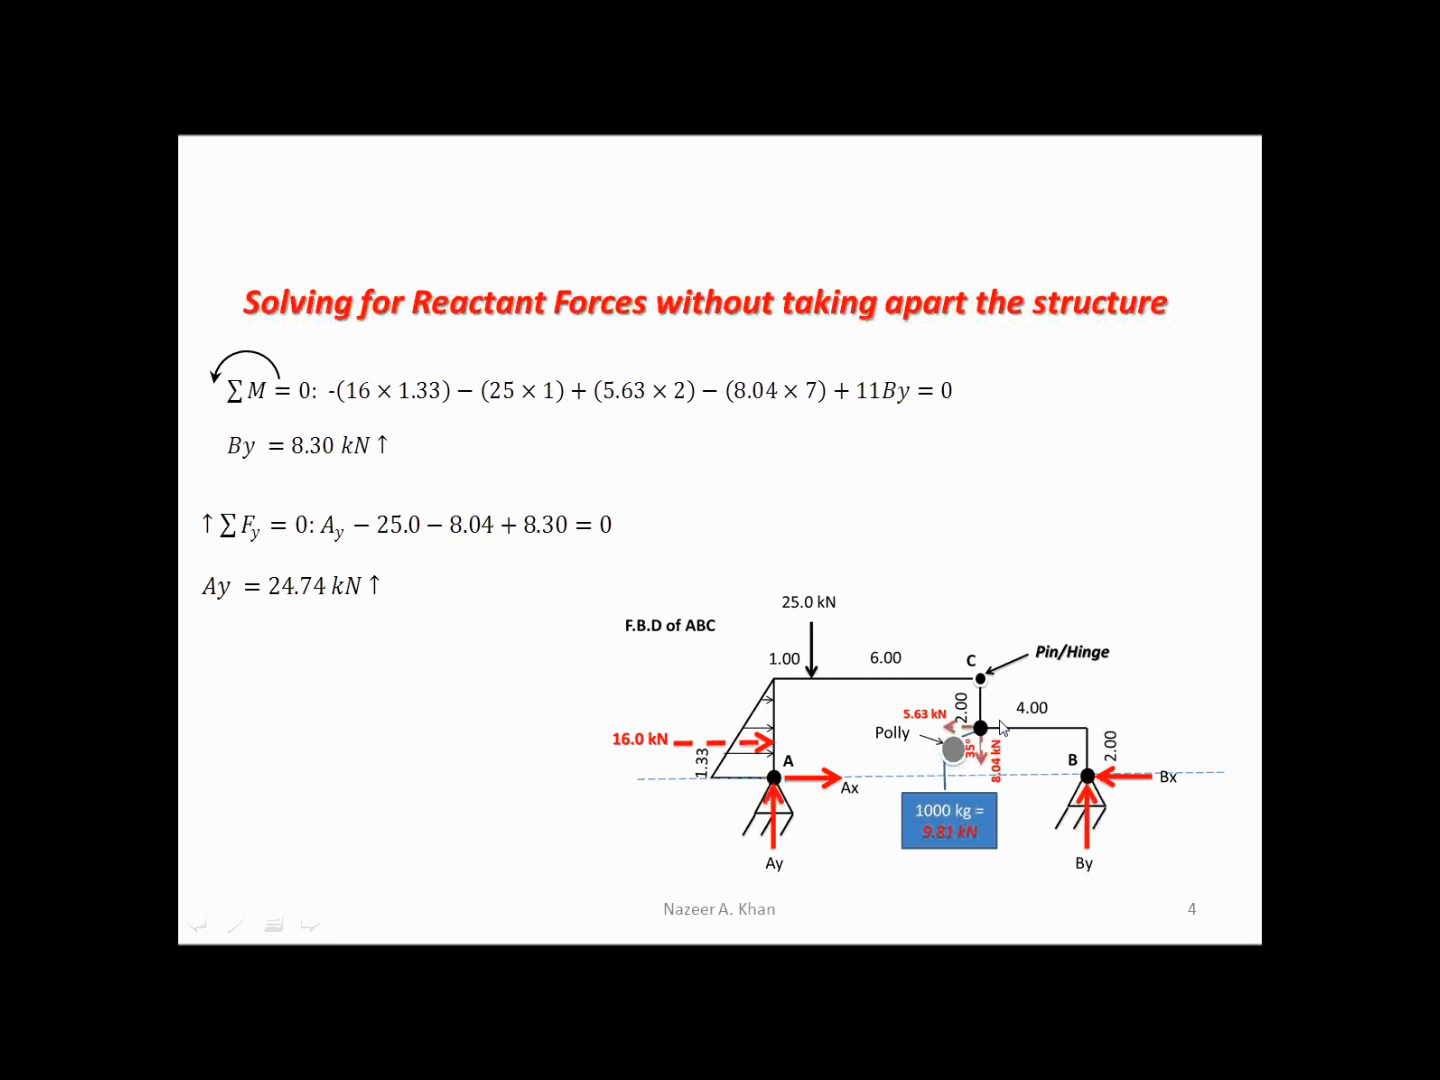 Solving for Reactant Forces without taking apart the structure
∑M = 0: -(16 × 1.33) − (25 × 1) + (5.63 × 2) − (8.04 × 7) + 11By = 0
By = 8.30 kN ↑
↑ ∑F_y = 0: A_y − 25.0 − 8.04 + 8.30 = 0
Ay = 24.74 kN ↑
25.0 kN
F.B.D of ABC
1.00
6.00
C
Pin/Hinge
5.63 kN
2.00
4.00
Polly
16.0 kN
1.33
A
35°
8.04 kN
B
2.00
Ax
Bx
1000 kg =
9.81 kN
Ay
By
Nazeer A. Khan
4